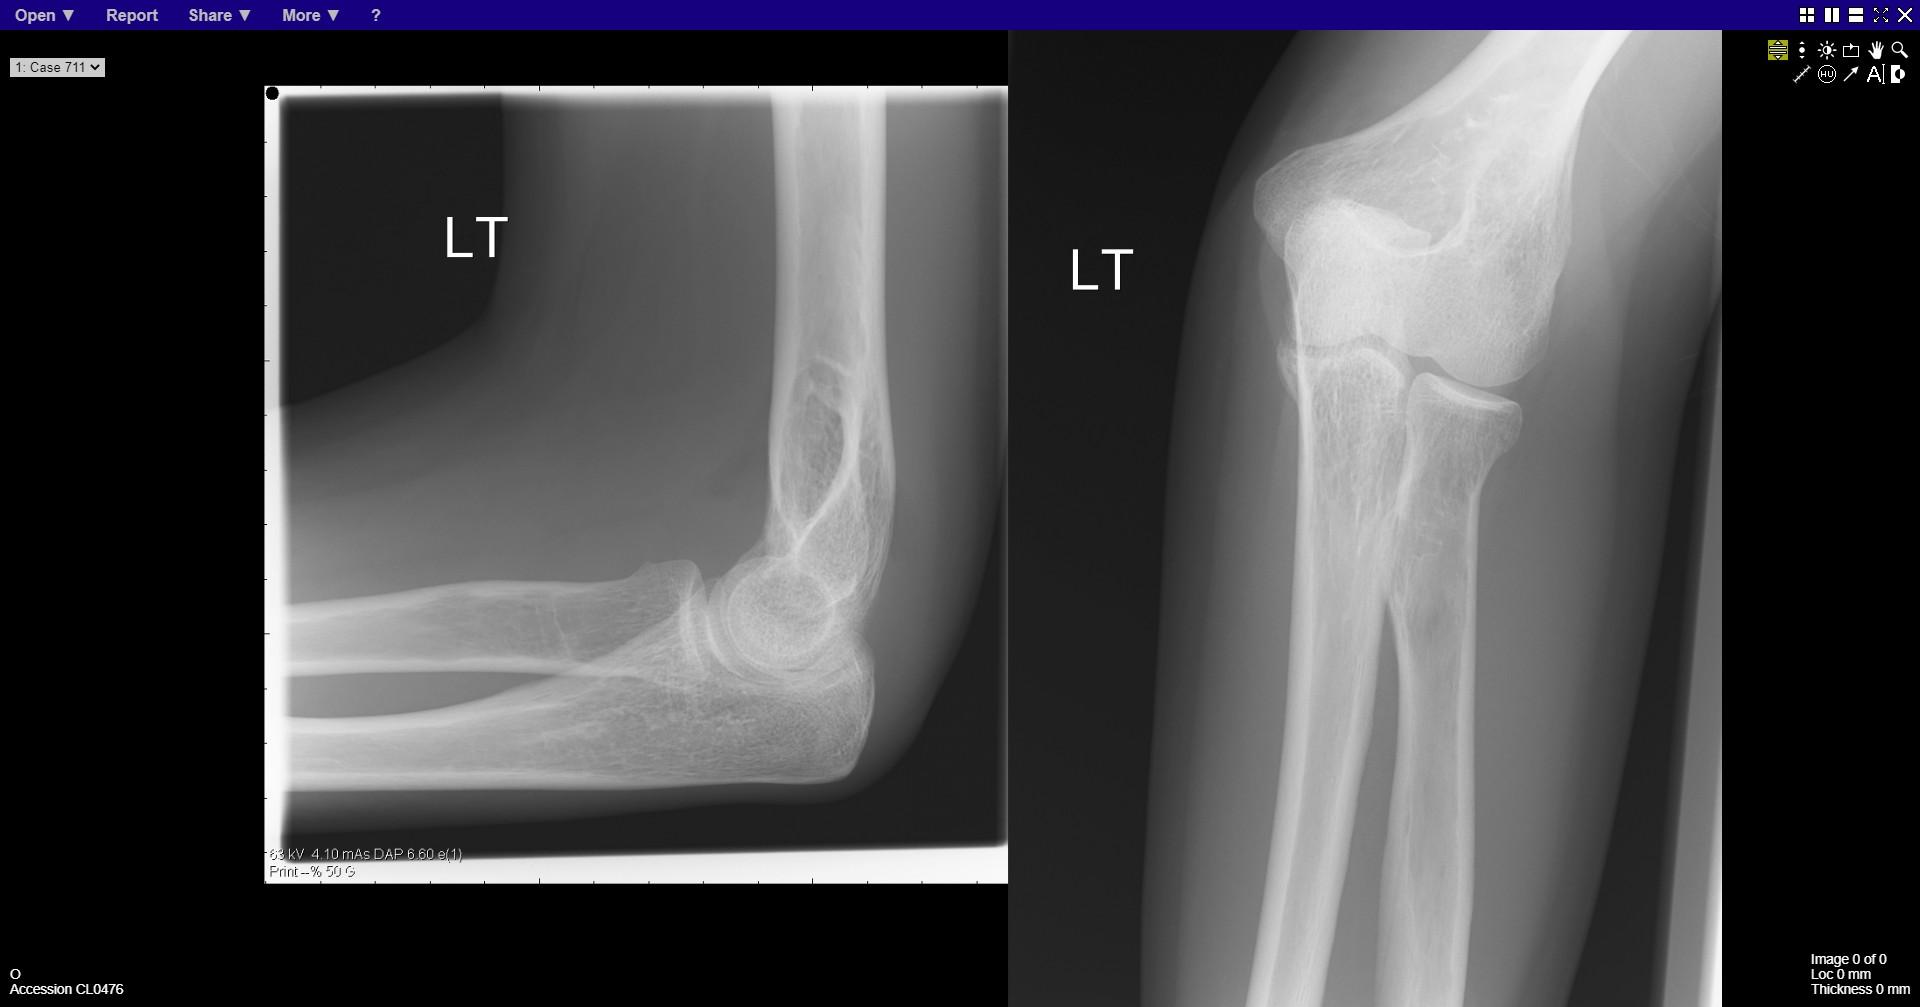 Open ▼ Report Share ▼ More ▼ ?
1: Case 711
HU
A
LT
LT
63 kV 4.10 mAs DAP 6.60 e(1)
Print --% 50 G
O
Accession CL0476
Image 0 of 0
Loc 0 mm
Thickness 0 mm